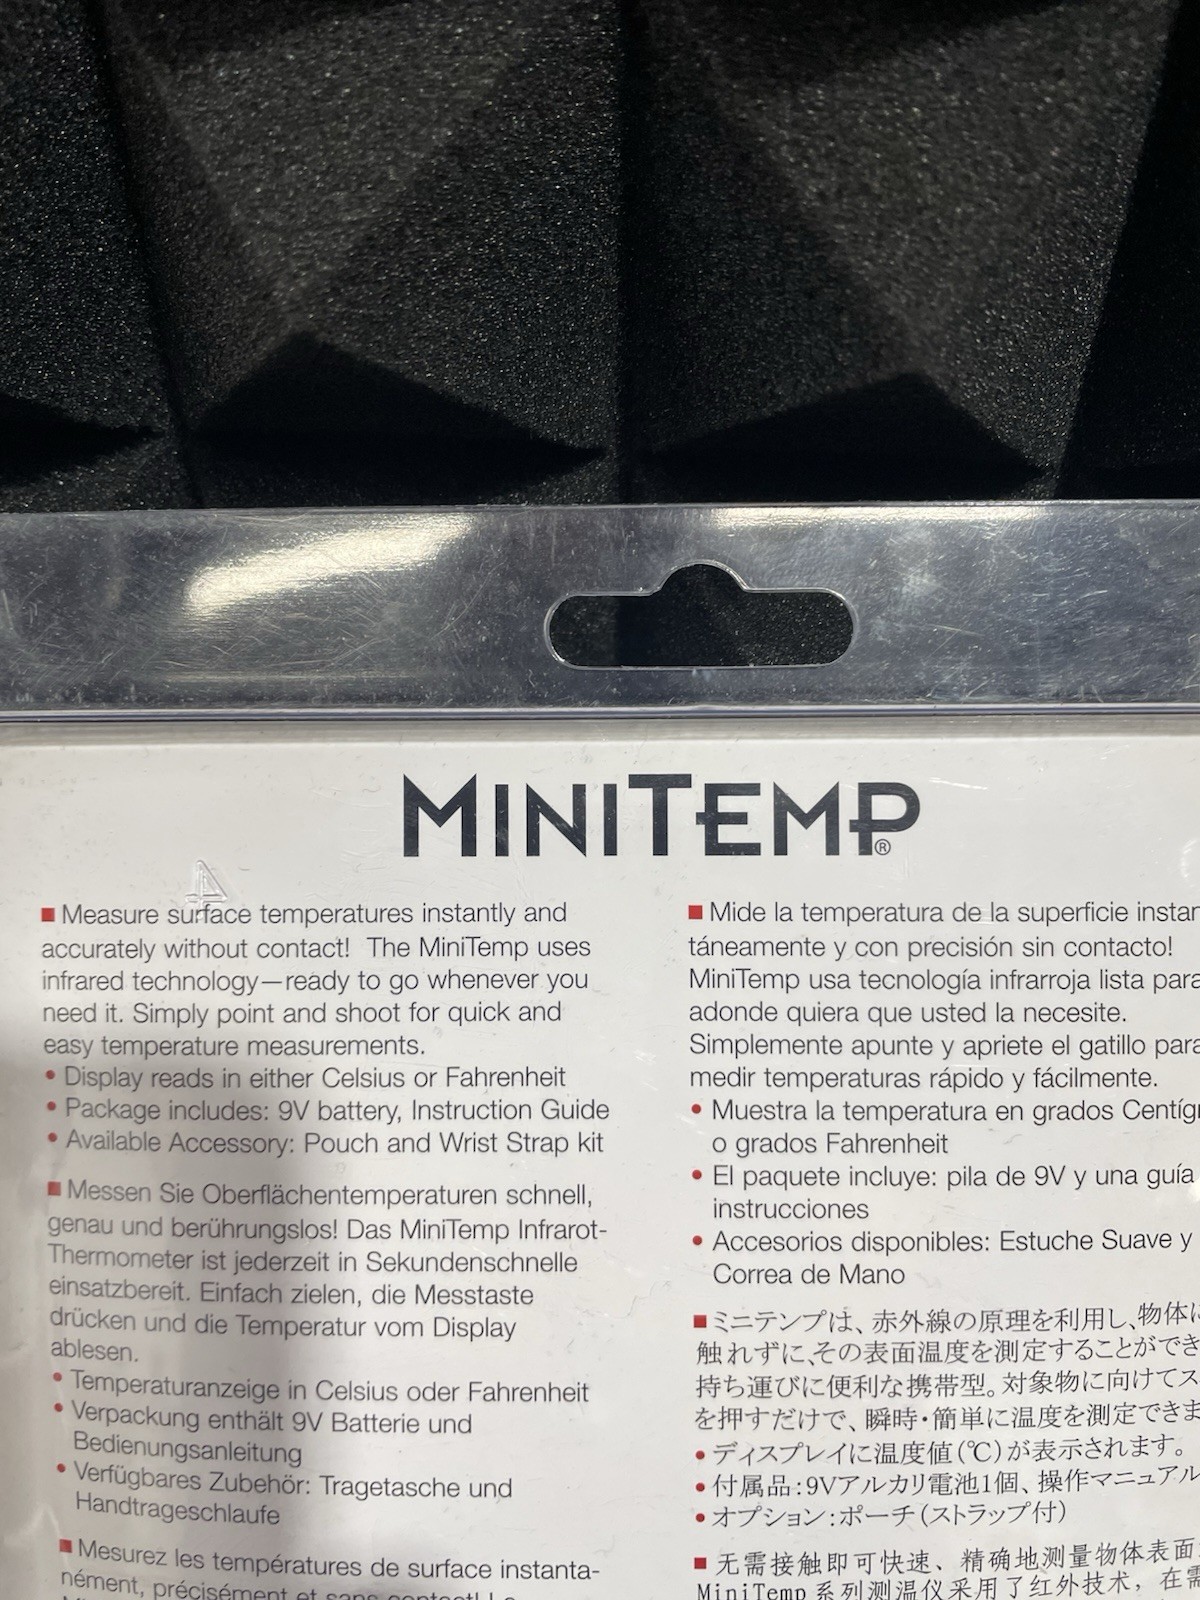 MINITEMP®
■ Measure surface temperatures instantly and
accurately without contact! The MiniTemp uses
infrared technology—ready to go whenever you
need it. Simply point and shoot for quick and
easy temperature measurements.
• Display reads in either Celsius or Fahrenheit
• Package includes: 9V battery, Instruction Guide
• Available Accessory: Pouch and Wrist Strap kit
■ Messen Sie Oberflächentemperaturen schnell,
genau und berührungslos! Das MiniTemp Infrarot-
Thermometer ist jederzeit in Sekundenschnelle
einsatzbereit. Einfach zielen, die Messtaste
drücken und die Temperatur vom Display
ablesen.
• Temperaturanzeige in Celsius oder Fahrenheit
• Verpackung enthält 9V Batterie und
Bedienungsanleitung
• Verfügbares Zubehör: Tragetasche und
Handtrageschlaufe
■ Mesurez les températures de surface instanta-
nément, précisément et sans contact! Le
■ Mide la temperatura de la superficie instan
táneamente y con precisión sin contacto!
MiniTemp usa tecnología infrarroja lista para
adonde quiera que usted la necesite.
Simplemente apunte y apriete el gatillo para
medir temperaturas rápido y fácilmente.
• Muestra la temperatura en grados Centígr
o grados Fahrenheit
• El paquete incluye: pila de 9V y una guía
instrucciones
• Accesorios disponibles: Estuche Suave y
Correa de Mano
■ ミニテンプは、赤外線の原理を利用し、物体に
触れずに、その表面温度を測定することができ
持ち運びに便利な携帯型。対象物に向けてス
を押すだけで、瞬時・簡単に温度を測定できま
• ディスプレイに温度値(℃)が表示されます。
• 付属品:9Vアルカリ電池1個、操作マニュアル
• オプション:ポーチ(ストラップ付)
■ 无需接触即可快速、精确地测量物体表面
MiniTemp 系列测温仪采用了红外技术，在需